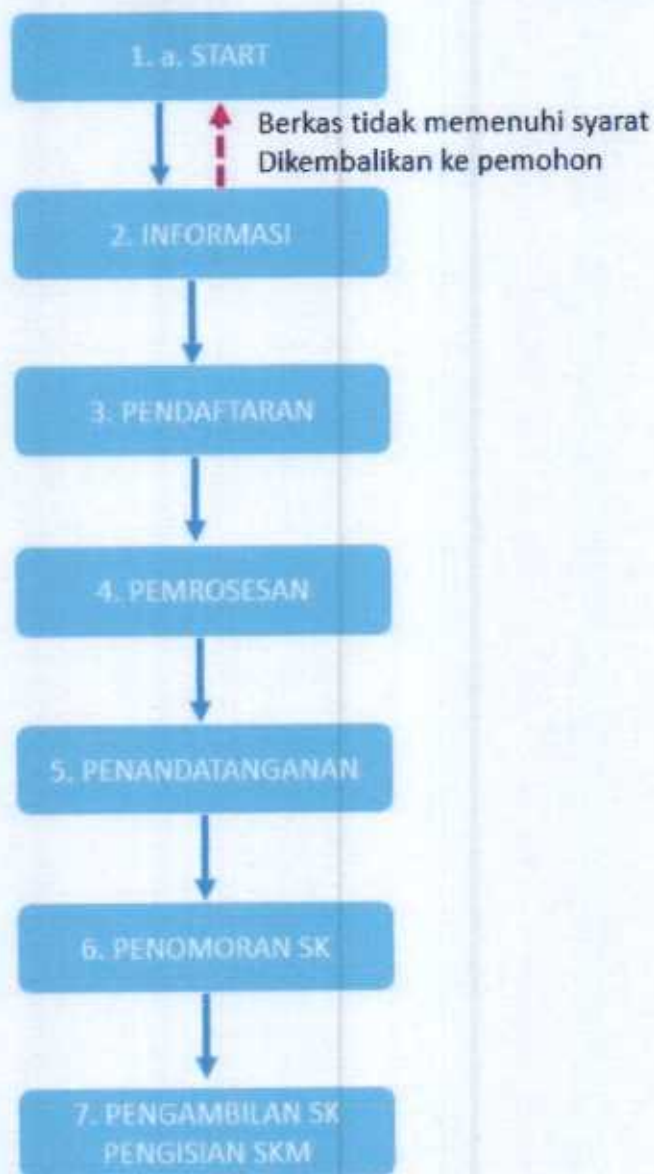 1. a. START
Berkas tidak memenuhi syarat
Dikembalikan ke pemohon
2. INFORMASI
3. PENDAFTARAN
4. PEMROSESAN
5. PENANDATANGANAN
6. PENOMORAN SK
7. PENGAMBILAN SK
PENGISIAN SKM